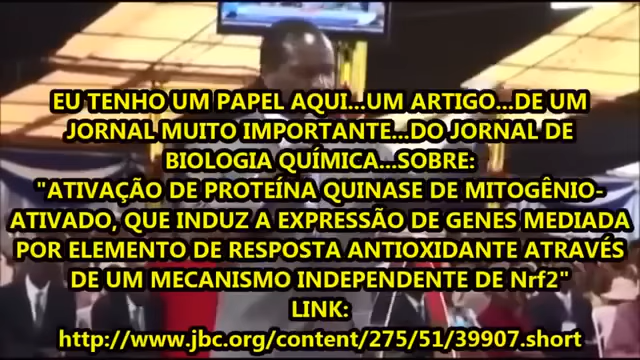 EU TENHO UM PAPEL AQUI...UM ARTIGO...DE UM
JORNAL MUITO IMPORTANTE...DO JORNAL DE
BIOLOGIA QUÍMICA...SOBRE:
"ATIVAÇÃO DE PROTEÍNA QUINASE DE MITOGÊNIO-
ATIVADO, QUE INDUZ A EXPRESSÃO DE GENES MEDIADA
POR ELEMENTO DE RESPOSTA ANTIOXIDANTE ATRAVÉS
DE UM MECANISMO INDEPENDENTE DE Nrf2"
LINK:
http://www.jbc.org/content/275/51/39907.short